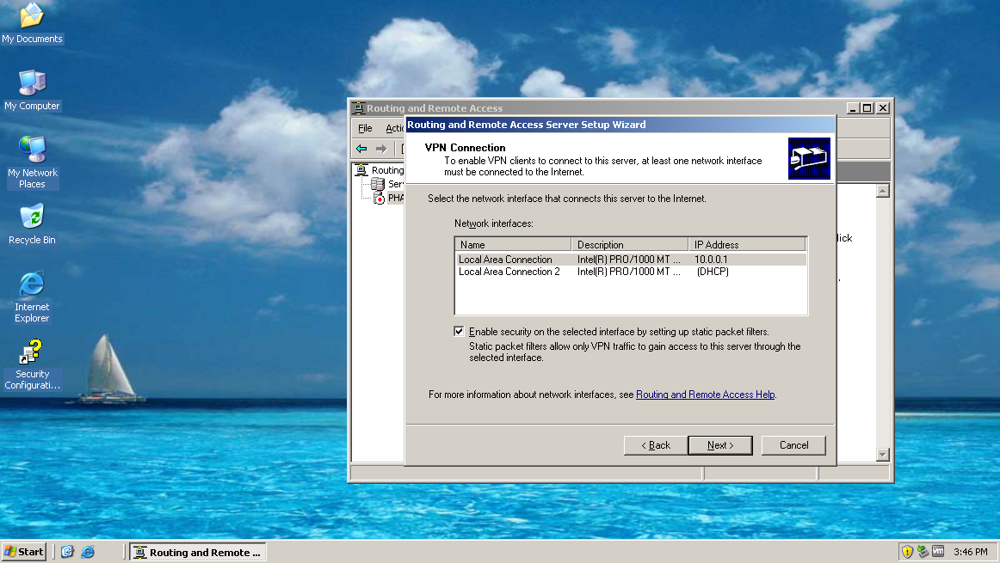 My Documents
My Computer
My Network
Places
Recycle Bin
Internet
Explorer
Security
Configurati...
Routing and Remote Access
File
Routing and Remote Access Server Setup Wizard
VPN Connection
To enable VPN clients to connect to this server, at least one network interface
must be connected to the Internet.
Routing
Select the network interface that connects this server to the Internet.
Network interfaces:
Name Description IP Address
Local Area Connection Intel(R) PRO/1000 MT ... 10.0.0.1
Local Area Connection 2 Intel(R) PRO/1000 MT ... (DHCP)
Enable security on the selected interface by setting up static packet filters.
Static packet filters allow only VPN traffic to gain access to this server through the
selected interface.
For more information about network interfaces, see Routing and Remote Access Help.
< Back Next > Cancel
Start
Routing and Remote ...
vm
3:46 PM